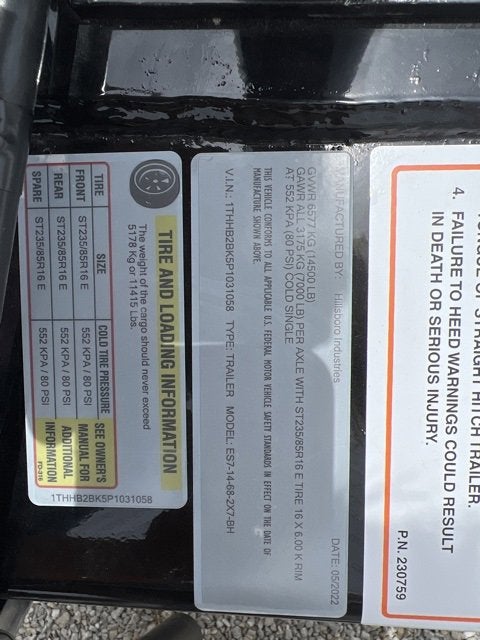 TIRE AND LOADING INFORMATION
The weight of the cargo should never exceed
5178 Kg or 11415 Lbs.
TIRE SIZE COLD TIRE PRESSURE SEE OWNER'S MANUAL FOR ADDITIONAL INFORMATION
FRONT ST235/85R16 E 552 KPA / 80 PSI
REAR ST235/85R16 E 552 KPA / 80 PSI
SPARE ST235/85R16 E 552 KPA / 80 PSI
FD-316
1THHB2BK5P1031058
MANUFACTURED BY: Hillsboro Industries DATE: 05/2022
GVWR 6577 KG (14500 LB)
GAWR ALL 3175 KG (7000 LB) PER AXLE WITH ST235/85R16 E TIRE 16 X 6.00 K RIM
AT 552 KPA (80 PSI) COLD SINGLE
THIS VEHICLE CONFORMS TO ALL APPLICABLE U.S. FEDERAL MOTOR VEHICLE SAFETY STANDARDS IN EFFECT ON THE DATE OF
MANUFACTURE SHOWN ABOVE.
V.I.N.: 1THHB2BK5P1031058 TYPE: TRAILER MODEL: ES7-14-68-2X7-BH
OF STRAIGHT HITCH TRAILER.
4. FAILURE TO HEED WARNINGS COULD RESULT
IN DEATH OR SERIOUS INJURY.
P.N. 230759